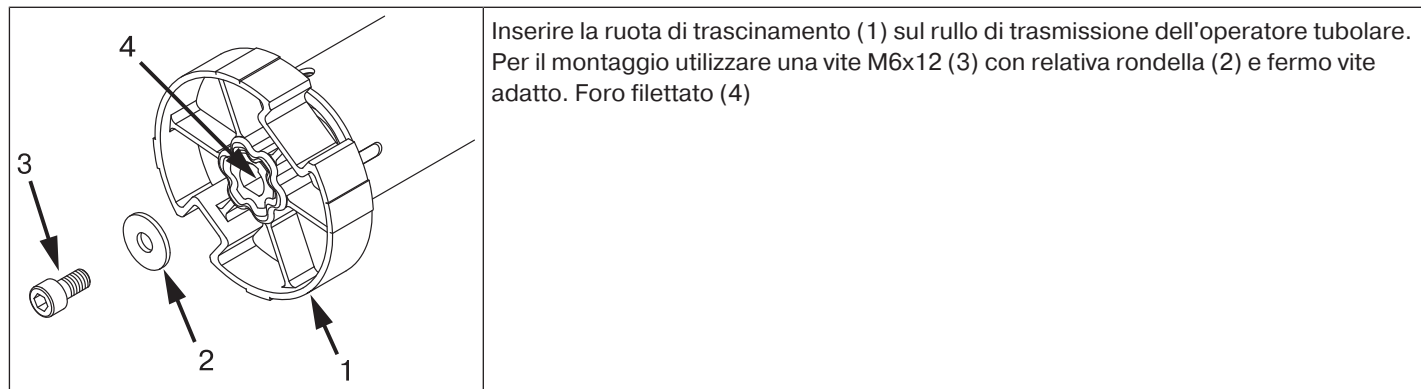 4
3
2
1
Inserire la ruota di trascinamento (1) sul rullo di trasmissione dell'operatore tubolare.
Per il montaggio utilizzare una vite M6x12 (3) con relativa rondella (2) e fermo vite
adatto. Foro filettato (4)